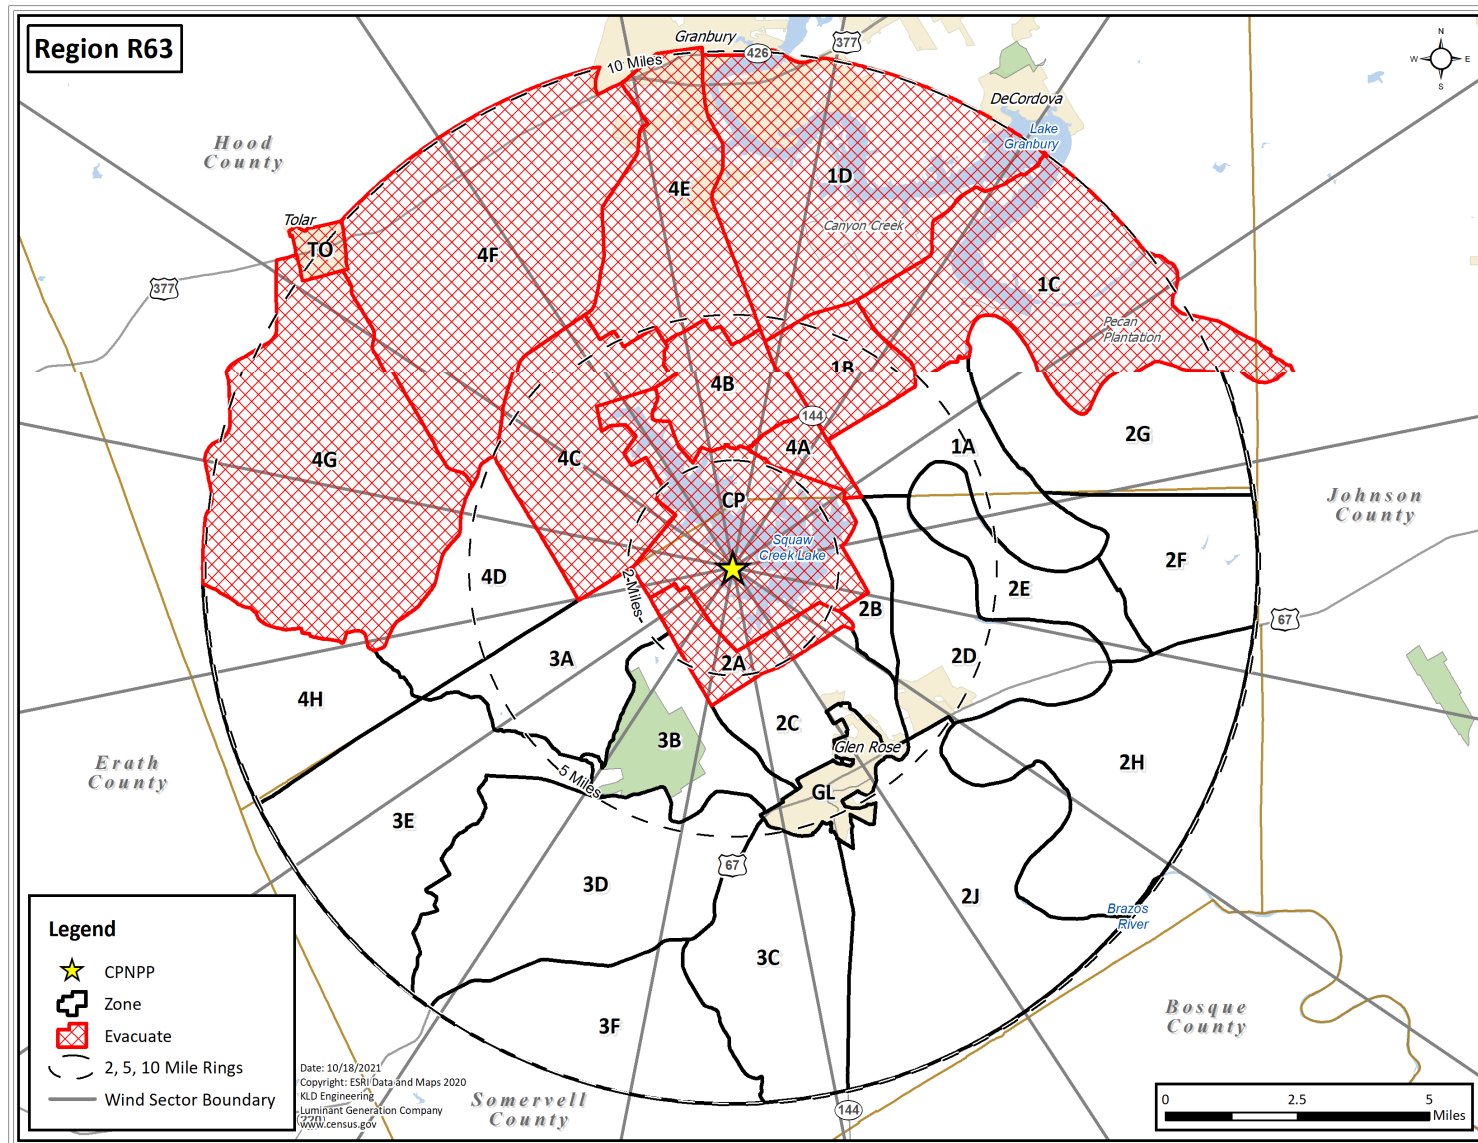 Region R63
Granbury
426
377
10 Miles
N
W E
S
DeCordova
Lake
Granbury
Hood
County
Tolar
TO
4F
4E
1D
Canyon Creek
1C
Pecan
Plantation
377
4G
4C
4B
1B
144
4A
1A
2G
CP
Squaw
Creek Lake
Johnson
County
4D
2-Miles
2B
2E
2F
67
3A
2A
2D
4H
2C
3B
Glen Rose
2H
Erath
County
5 Miles
GL
3E
67
3D
2J
Brazos
River
3C
3F
Bosque
County
Somervell
County
144
Legend
CPNPP
Zone
Evacuate
2, 5, 10 Mile Rings
Wind Sector Boundary
Date: 10/18/2021
Copyright: ESRI Data and Maps 2020
KLD Engineering
Luminant Generation Company
www.census.gov
0 2.5 5
Miles